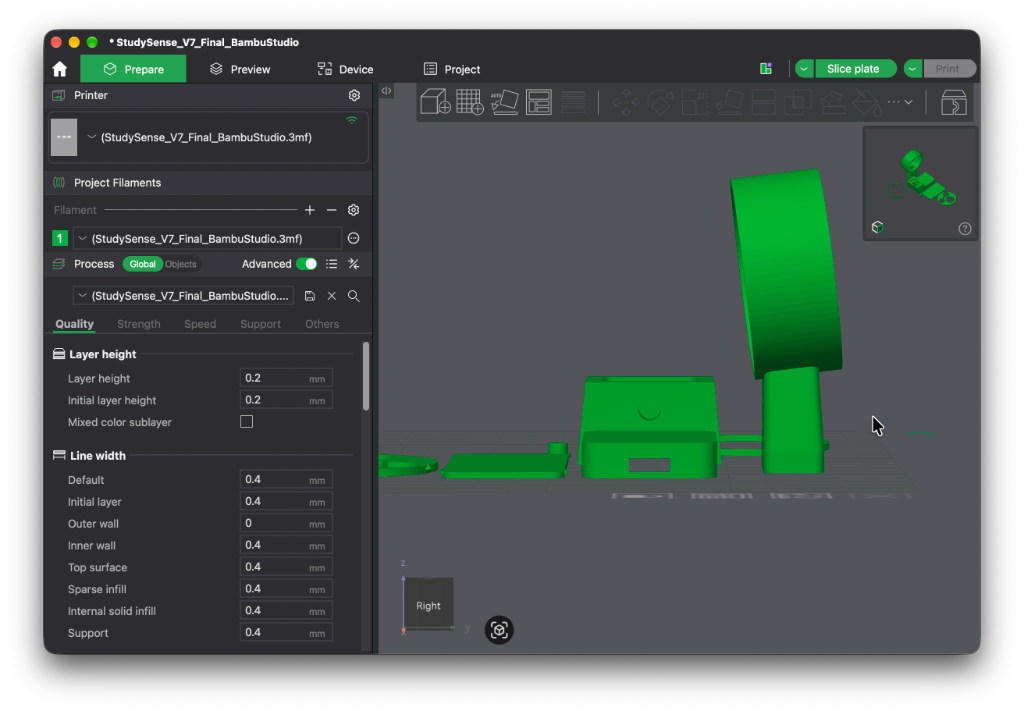 * StudySense_V7_Final_BambuStudio
Prepare
Preview
Device
Project
Slice plate
Print
Printer
(StudySense_V7_Final_BambuStudio.3mf)
Project Filaments
Filament
1 (StudySense_V7_Final_BambuStudio.3mf)
Process Global Objects Advanced
(StudySense_V7_Final_BambuStudio....
Quality Strength Speed Support Others
Layer height
Layer height 0.2 mm
Initial layer height 0.2 mm
Mixed color sublayer
Line width
Default 0.4 mm
Initial layer 0.4 mm
Outer wall 0 mm
Inner wall 0.4 mm
Top surface 0.4 mm
Sparse infill 0.4 mm
Internal solid infill 0.4 mm
Support 0.4 mm
AUTO
?
z
Right
x
y